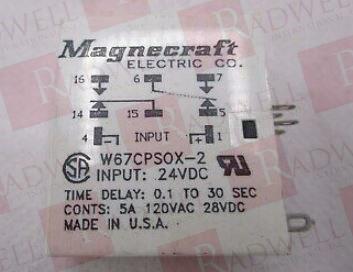 Magnecraft
ELECTRIC CO.
16 6 7
14 15 5
4 - INPUT + 1
W67CPSOX-2
INPUT: 24VDC
TIME DELAY: 0.1 TO 30 SEC
CONTS: 5A 120VAC 28VDC
MADE IN U.S.A.
RADWELL